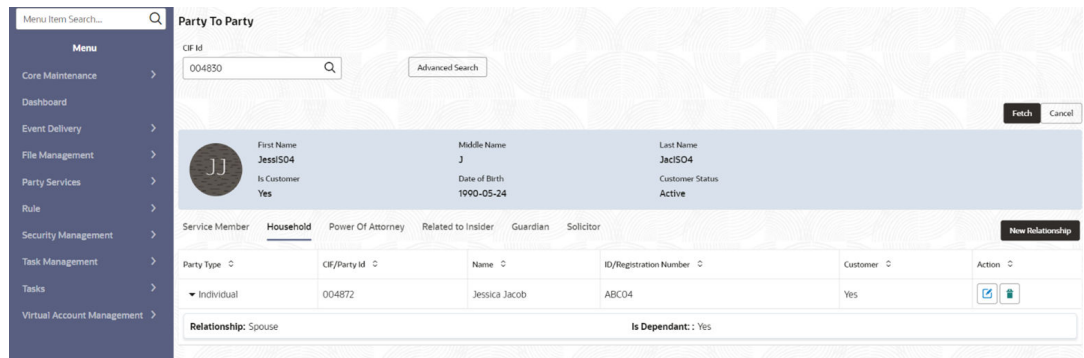 Menu Item Search...
Menu
Core Maintenance
Dashboard
Event Delivery
File Management
Party Services
Rule
Security Management
Task Management
Tasks
Virtual Account Management
Party To Party
CIF Id
004830
Advanced Search
Fetch Cancel
JJ
First Name Middle Name Last Name
JessIS04 J JacISO4
Is Customer Date of Birth Customer Status
Yes 1990-05-24 Active
Service Member Household Power Of Attorney Related to Insider Guardian Solicitor
New Relationship
Party Type CIF/Party Id Name ID/Registration Number Customer Action
Individual 004872 Jessica Jacob ABC04 Yes
Relationship: Spouse Is Dependant: : Yes